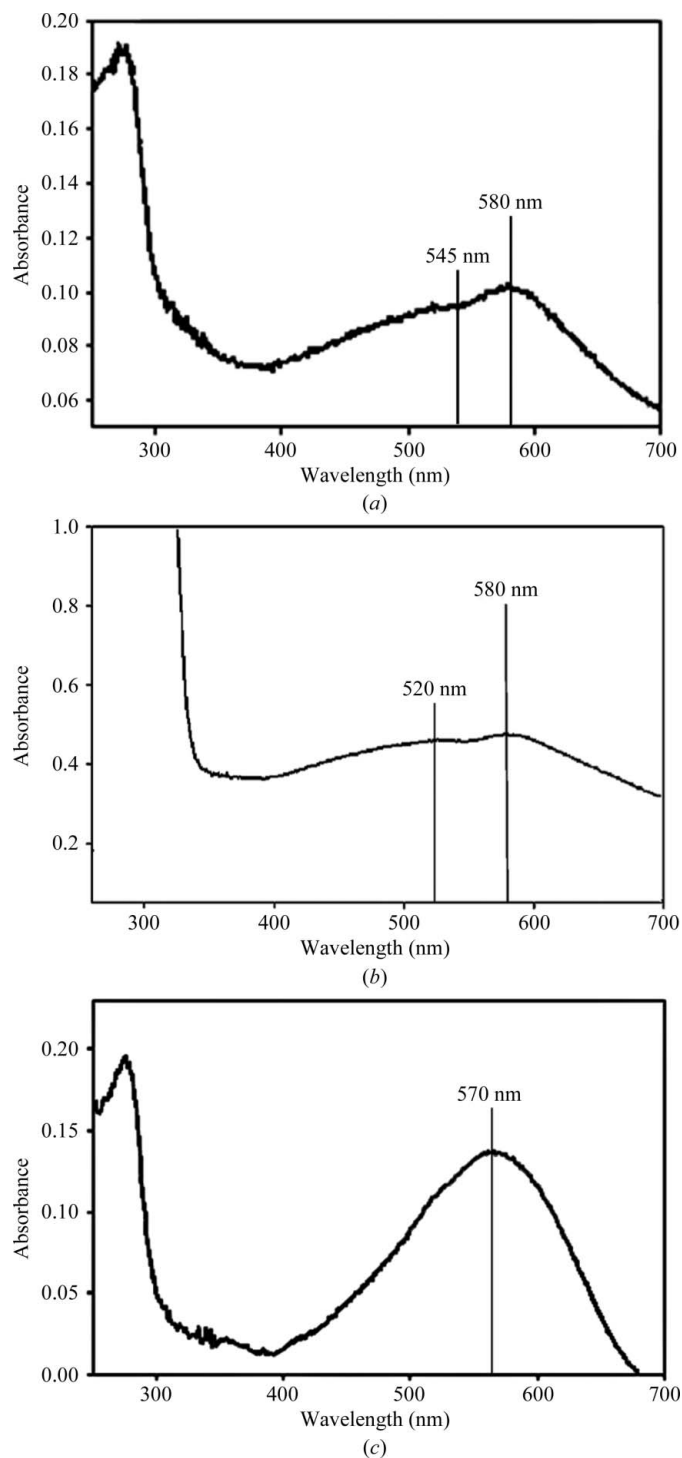 0.20
0.18
0.16
0.14
0.12
0.10
0.08
0.06
Absorbance
580 nm
545 nm
300
400
500
600
700
Wavelength (nm)
(a)
1.0
0.8
0.6
0.4
0.2
Absorbance
580 nm
520 nm
300
400
500
600
700
Wavelength (nm)
(b)
0.20
0.15
0.10
0.05
0.00
Absorbance
570 nm
300
400
500
600
700
Wavelength (nm)
(c)